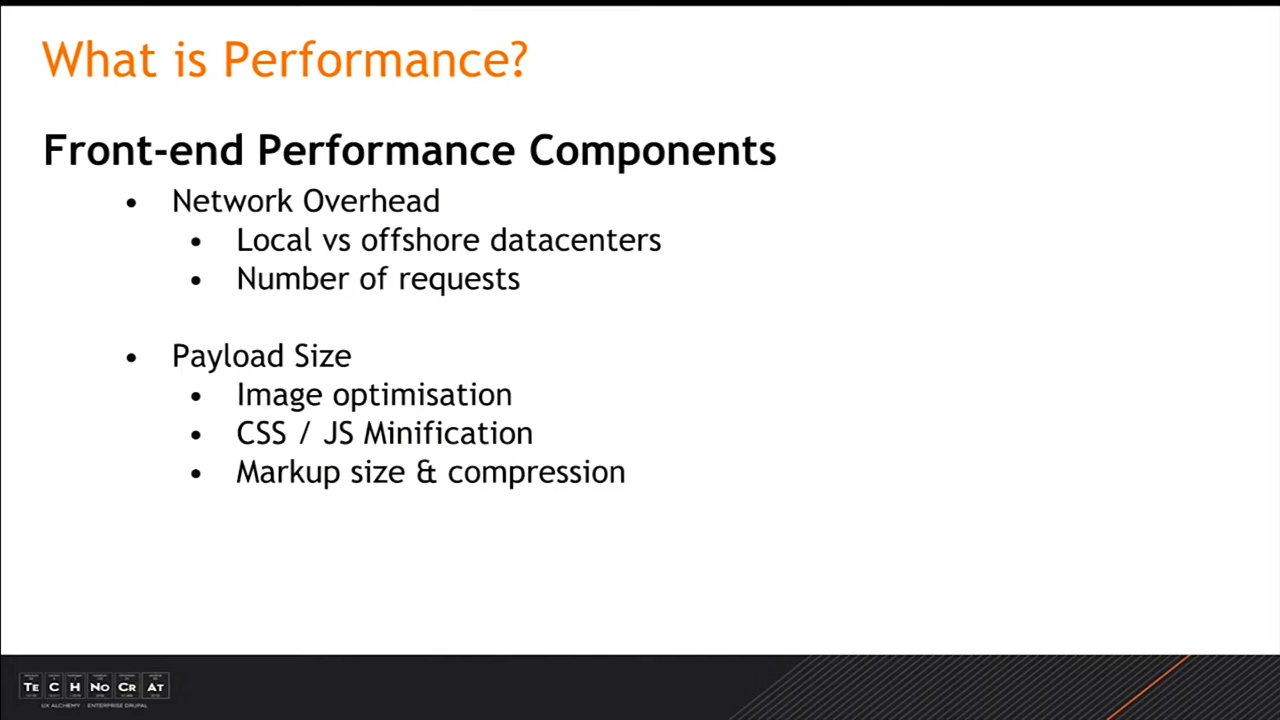 What is Performance?
Front-end Performance Components
• Network Overhead
• Local vs offshore datacenters
• Number of requests
• Payload Size
• Image optimisation
• CSS / JS Minification
• Markup size & compression
TE C H NO CR AT
UX ALCHEMY : ENTERPRISE DRUPAL